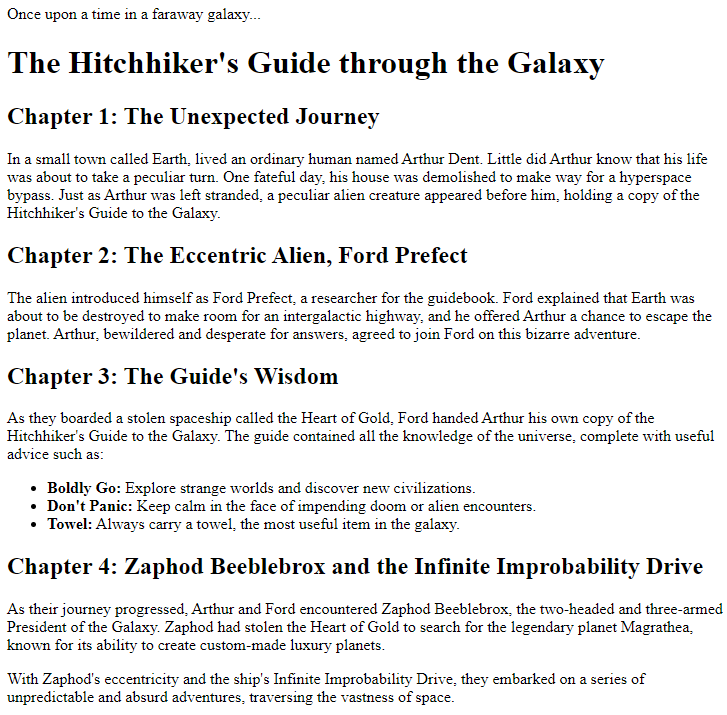 Once upon a time in a faraway galaxy...
The Hitchhiker's Guide through the Galaxy
Chapter 1: The Unexpected Journey
In a small town called Earth, lived an ordinary human named Arthur Dent. Little did Arthur know that his life
was about to take a peculiar turn. One fateful day, his house was demolished to make way for a hyperspace
bypass. Just as Arthur was left stranded, a peculiar alien creature appeared before him, holding a copy of the
Hitchhiker's Guide to the Galaxy.
Chapter 2: The Eccentric Alien, Ford Prefect
The alien introduced himself as Ford Prefect, a researcher for the guidebook. Ford explained that Earth was
about to be destroyed to make room for an intergalactic highway, and he offered Arthur a chance to escape the
planet. Arthur, bewildered and desperate for answers, agreed to join Ford on this bizarre adventure.
Chapter 3: The Guide's Wisdom
As they boarded a stolen spaceship called the Heart of Gold, Ford handed Arthur his own copy of the
Hitchhiker's Guide to the Galaxy. The guide contained all the knowledge of the universe, complete with useful
advice such as:
• Boldly Go: Explore strange worlds and discover new civilizations.
• Don't Panic: Keep calm in the face of impending doom or alien encounters.
• Towel: Always carry a towel, the most useful item in the galaxy.
Chapter 4: Zaphod Beeblebrox and the Infinite Improbability Drive
As their journey progressed, Arthur and Ford encountered Zaphod Beeblebrox, the two-headed and three-armed
President of the Galaxy. Zaphod had stolen the Heart of Gold to search for the legendary planet Magrathea,
known for its ability to create custom-made luxury planets.
With Zaphod's eccentricity and the ship's Infinite Improbability Drive, they embarked on a series of
unpredictable and absurd adventures, traversing the vastness of space.